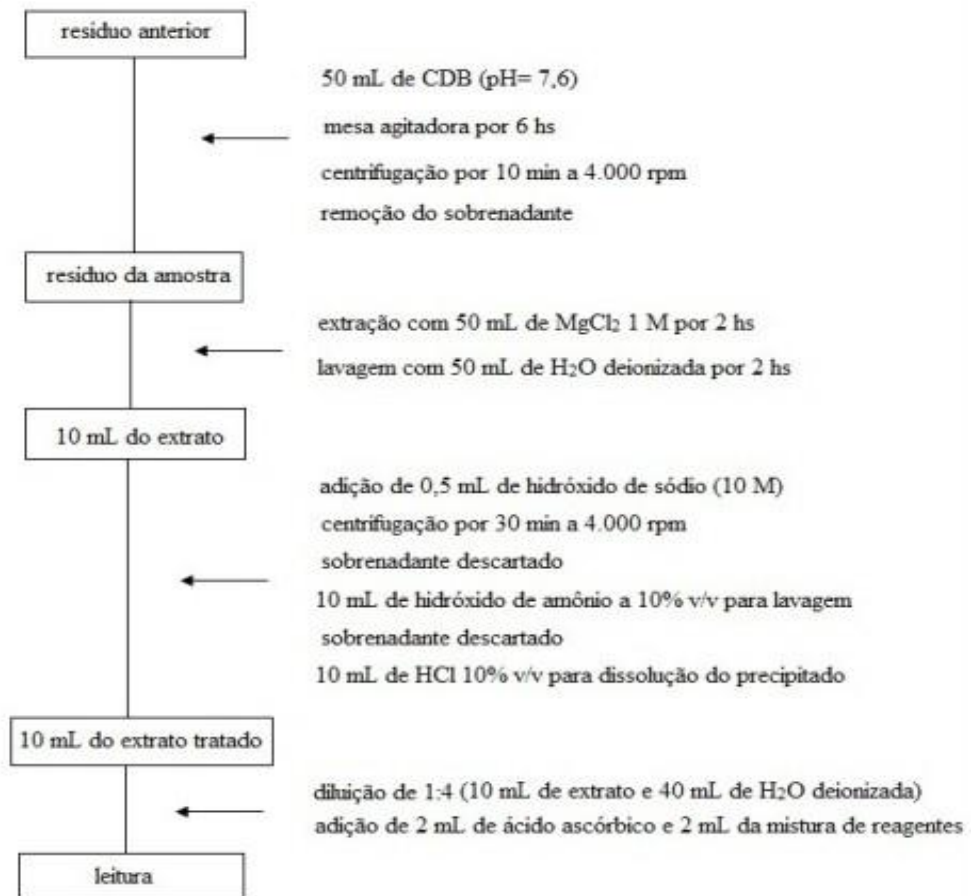 residuo anterior
50 mL de CDB (pH= 7,6)
mesa agitadora por 6 hs
centrifugação por 10 min a 4.000 rpm
remoção do sobrenadante
residuo da amostra
extração com 50 mL de MgCl₂ 1 M por 2 hs
lavagem com 50 mL de H₂O deionizada por 2 hs
10 mL do extrato
adição de 0,5 mL de hidróxido de sódio (10 M)
centrifugação por 30 min a 4.000 rpm
sobrenadante descartado
10 mL de hidróxido de amônio a 10% v/v para lavagem
sobrenadante descartado
10 mL de HCl 10% v/v para dissolução do precipitado
10 mL do extrato tratado
diluição de 1:4 (10 mL de extrato e 40 mL de H₂O deionizada)
adição de 2 mL de ácido ascórbico e 2 mL da mistura de reagentes
leitura